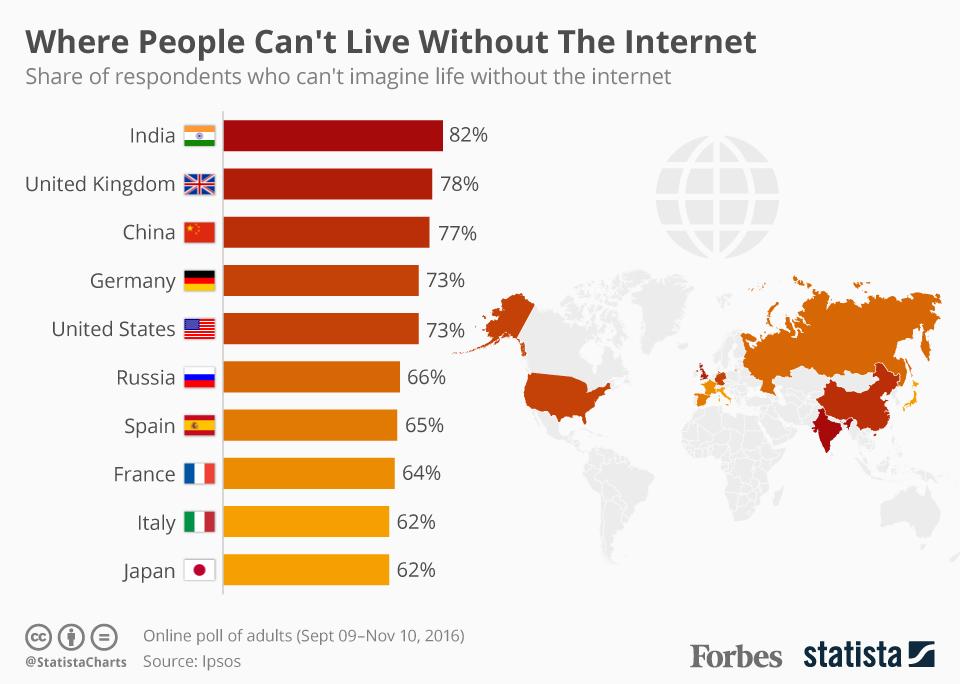 Where People Can't Live Without The Internet
Share of respondents who can't imagine life without the internet
India 82%
United Kingdom 78%
China 77%
Germany 73%
United States 73%
Russia 66%
Spain 65%
France 64%
Italy 62%
Japan 62%
cc
@StatistaCharts
Online poll of adults (Sept 09–Nov 10, 2016)
Source: Ipsos
Forbes statista